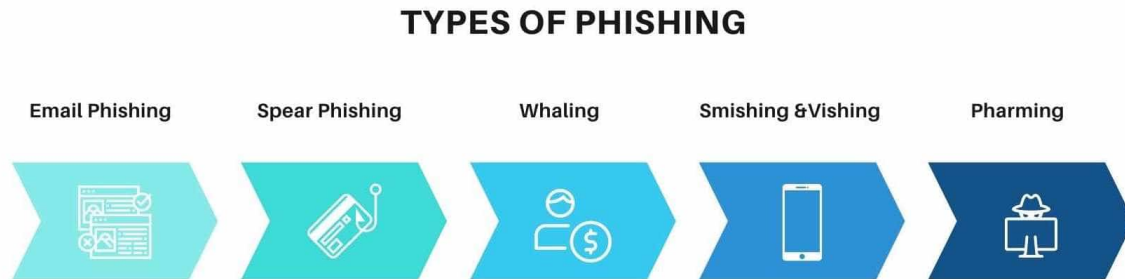 TYPES OF PHISHING
Email Phishing
Spear Phishing
Whaling
Smishing &Vishing
Pharming
$